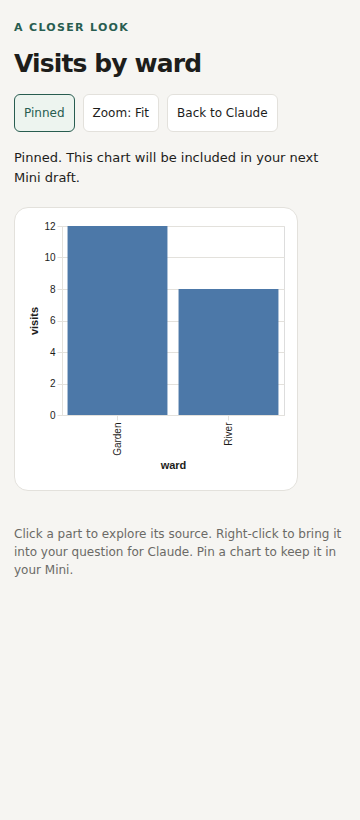 A CLOSER LOOK
Visits by ward
Pinned
Zoom: Fit
Back to Claude
Pinned. This chart will be included in your next
Mini draft.
12
10
8
6
4
2
0
visits
Garden
River
ward
Click a part to explore its source. Right-click to bring it
into your question for Claude. Pin a chart to keep it in
your Mini.